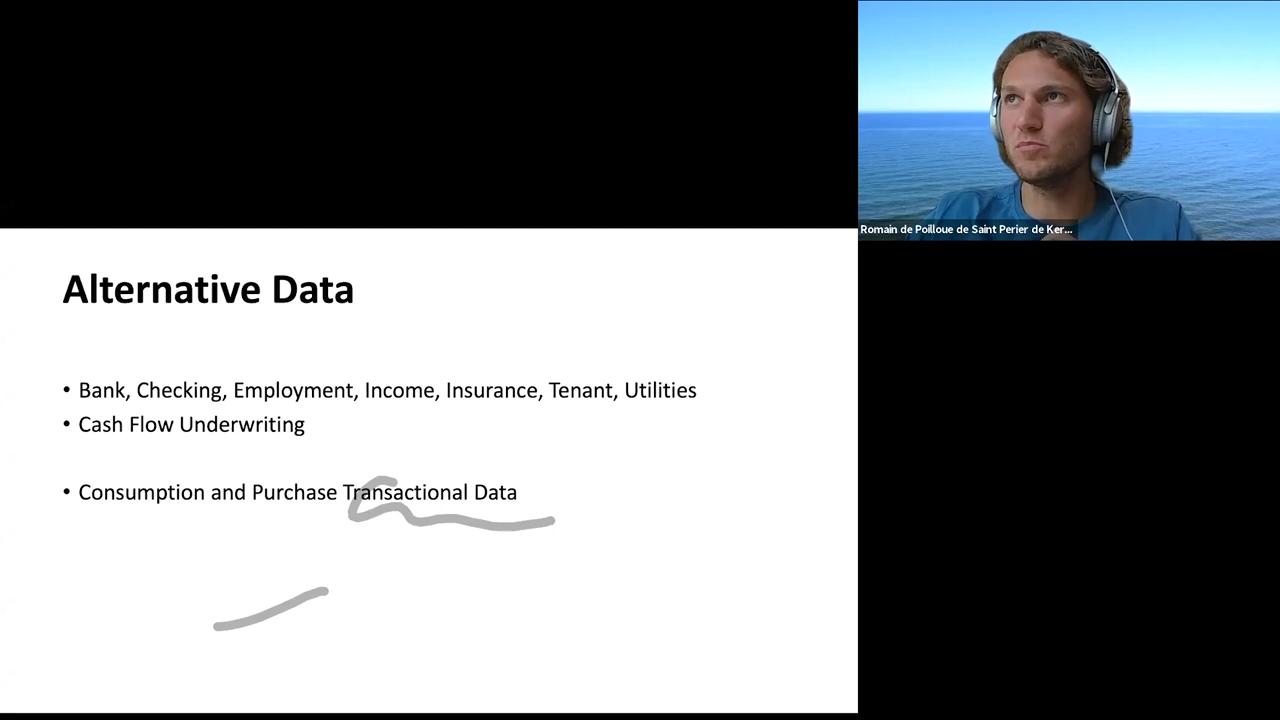 Romain de Poilloue de Saint Perier de Ker...
Alternative Data
• Bank, Checking, Employment, Income, Insurance, Tenant, Utilities
• Cash Flow Underwriting
• Consumption and Purchase Transactional Data